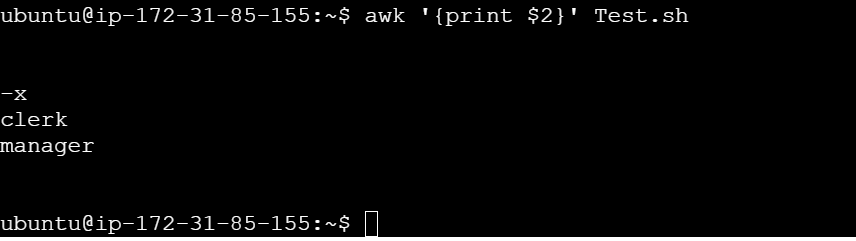 ubuntu@ip-172-31-85-155:~$ awk '{print $2}' Test.sh
-x
clerk
manager
ubuntu@ip-172-31-85-155:~$